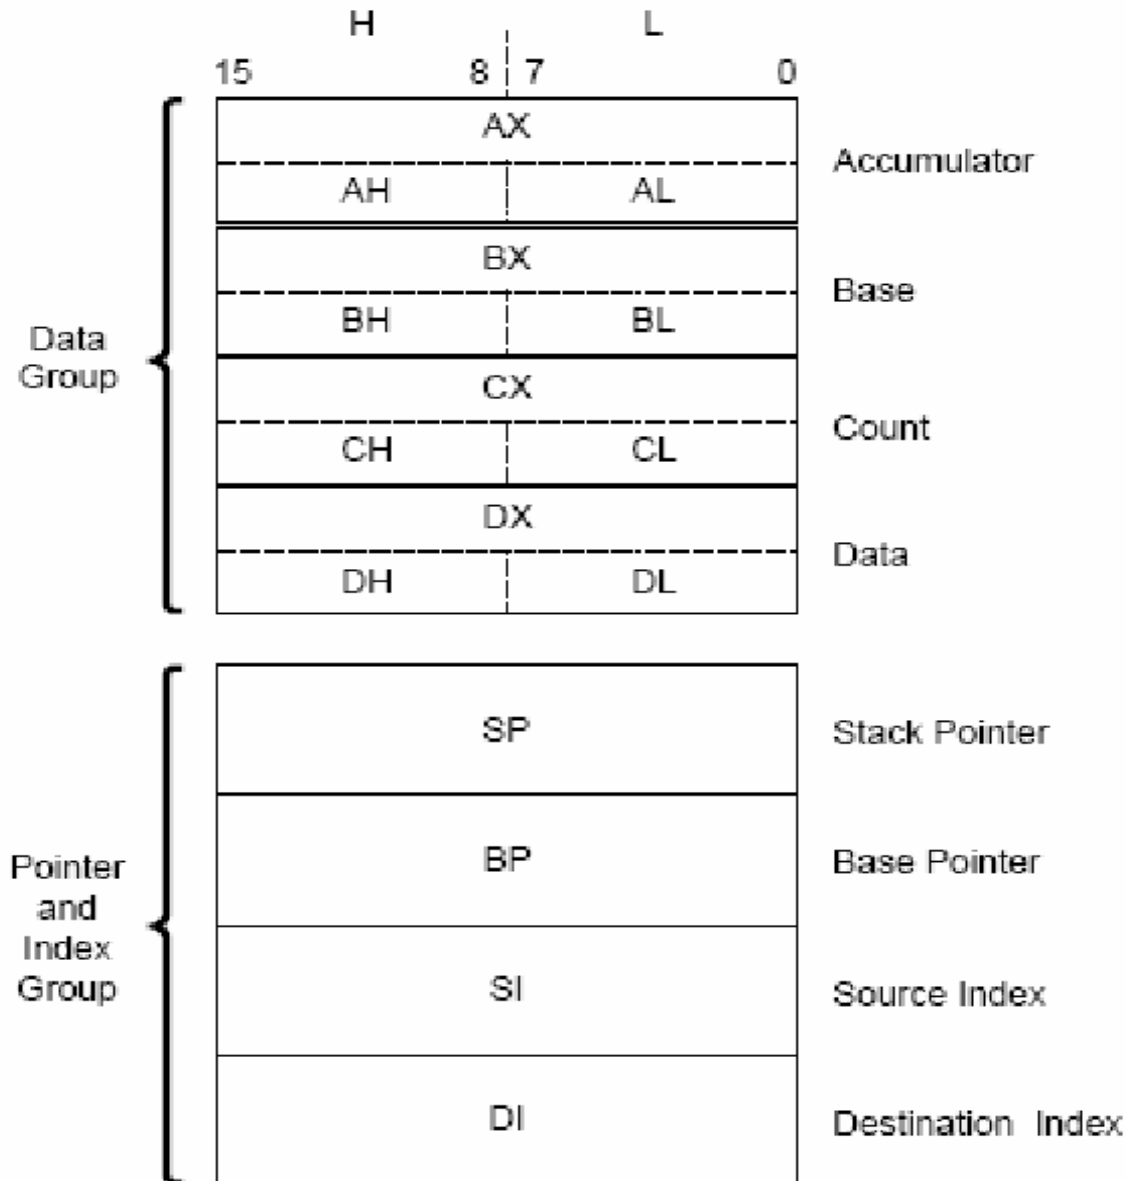 H L
15 8 7 0
AX
Accumulator
AH AL
BX
Base
BH BL
Data
Group
CX
Count
CH CL
DX
Data
DH DL
SP
Stack Pointer
BP
Base Pointer
Pointer
and
Index
Group
SI
Source Index
DI
Destination Index